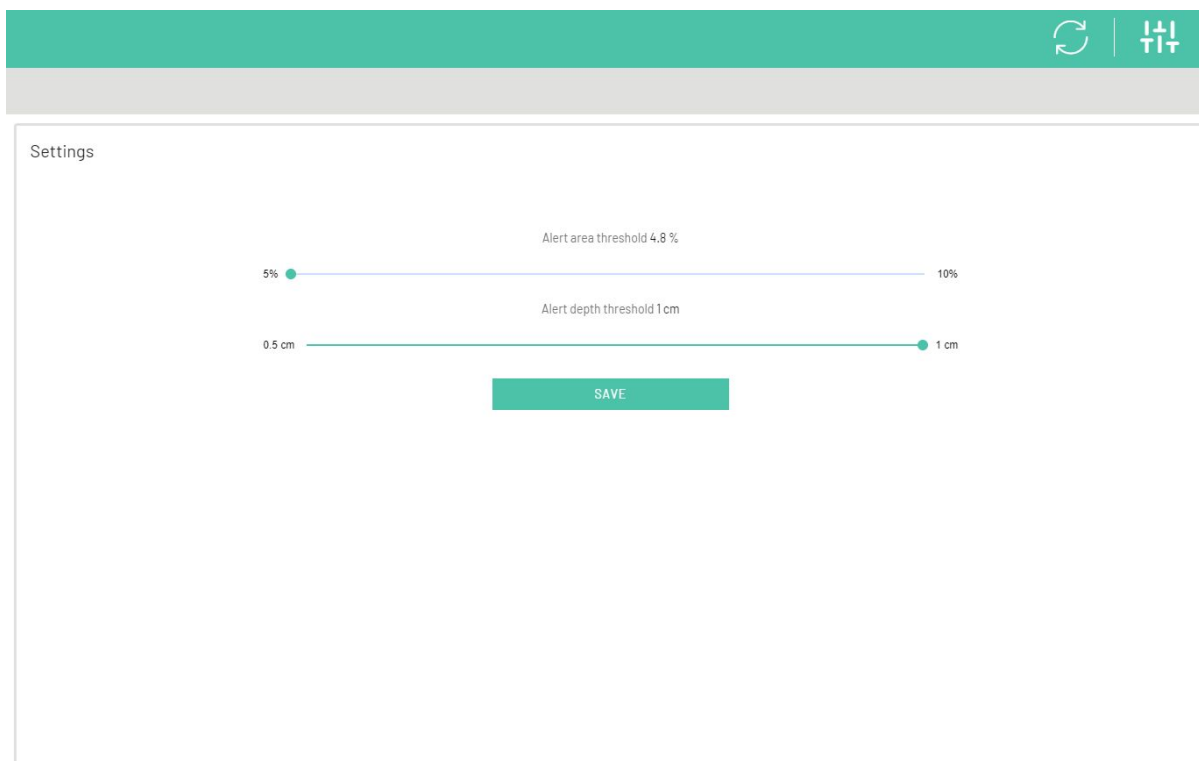 Settings
Alert area threshold 4.8 %
5% 10%
Alert depth threshold 1 cm
0.5 cm 1 cm
SAVE